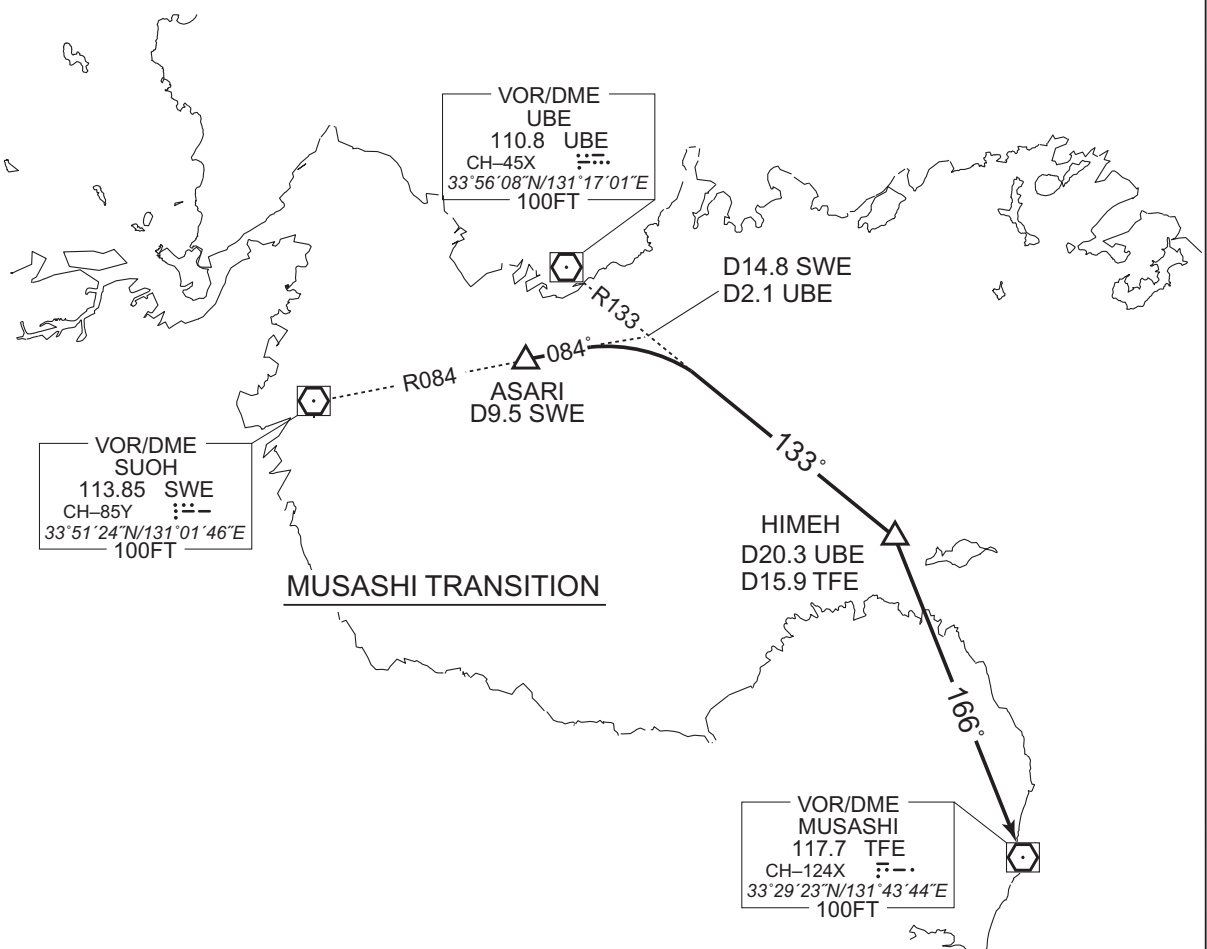 VOR/DME
UBE
110.8 UBE
CH–45X
33°56´08˝N/131°17´01˝E
100FT
D14.8 SWE
D2.1 UBE
R133
084°
R084
ASARI
D9.5 SWE
VOR/DME
SUOH
113.85 SWE
CH–85Y
33°51´24˝N/131°01´46˝E
100FT
133°
HIMEH
D20.3 UBE
D15.9 TFE
MUSASHI TRANSITION
166°
VOR/DME
MUSASHI
117.7 TFE
CH–124X
33°29´23˝N/131°43´44˝E
100FT